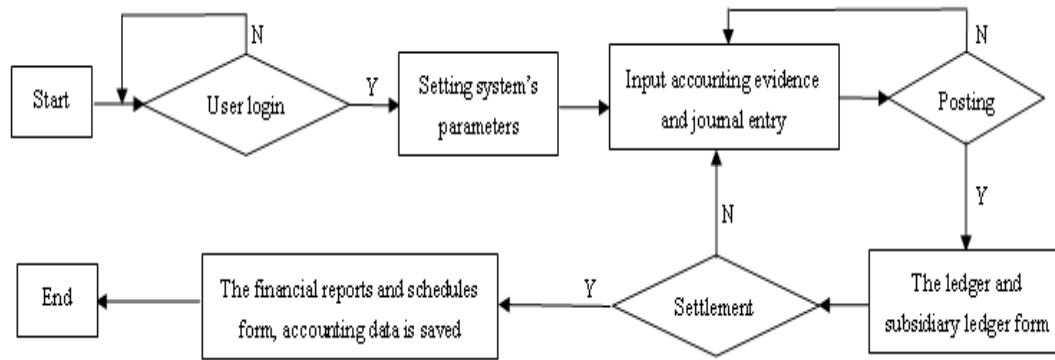 N
N
Start
User login
Y
Setting system's
parameters
Input accounting evidence
and journal entry
Posting
Y
N
End
The financial reports and schedules
form, accounting data is saved
Y
Settlement
The ledger and
subsidiary ledger form